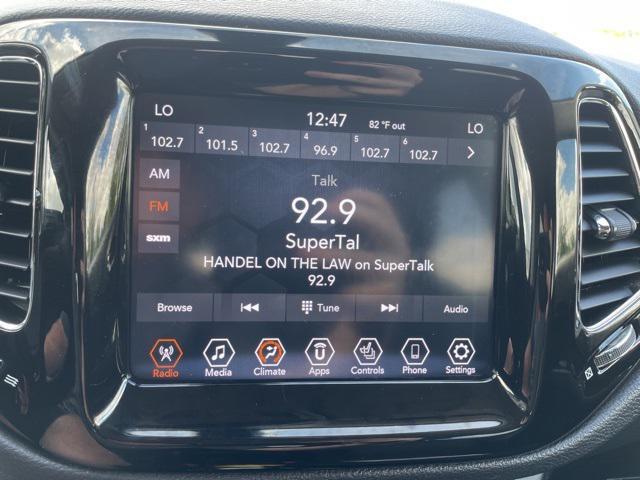 LO 12:47 82 °F out LO
1 102.7 2 101.5 3 102.7 4 96.9 5 102.7 6 102.7
AM
FM
sxm
Talk
92.9
SuperTal
HANDEL ON THE LAW on SuperTalk
92.9
Browse Tune Audio
Radio Media Climate Apps Controls Phone Settings